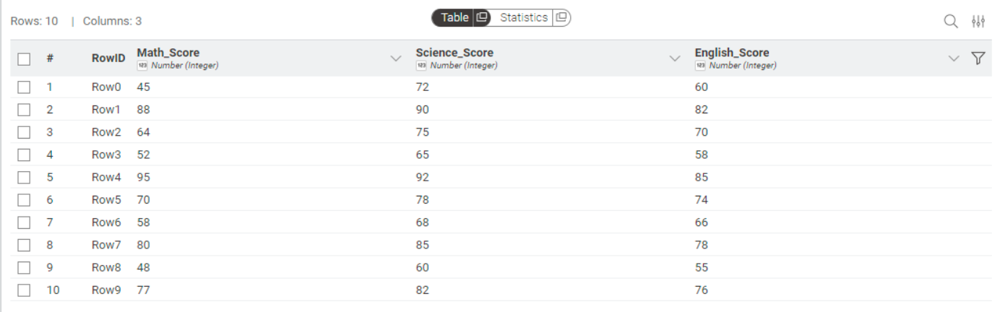 Rows: 10 | Columns: 3 Table Statistics
# RowID Math_Score Science_Score English_Score
123 Number (Integer) 123 Number (Integer) 123 Number (Integer)
1 Row0 45 72 60
2 Row1 88 90 82
3 Row2 64 75 70
4 Row3 52 65 58
5 Row4 95 92 85
6 Row5 70 78 74
7 Row6 58 68 66
8 Row7 80 85 78
9 Row8 48 60 55
10 Row9 77 82 76